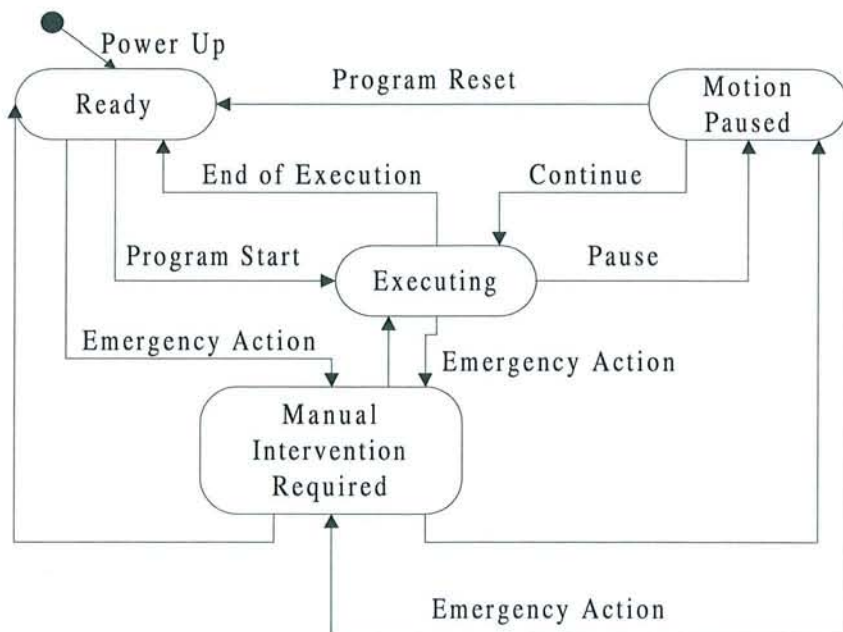 Power Up
Ready
Program Reset
Motion
Paused
End of Execution
Continue
Program Start
Executing
Pause
Emergency Action
Emergency Action
Manual
Intervention
Required
Emergency Action